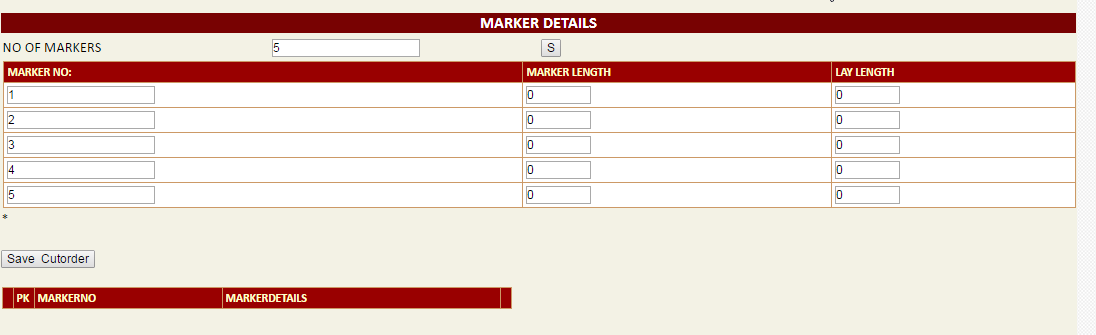 MARKER DETAILS
NO OF MARKERS 5 S
MARKER NO: MARKER LENGTH LAY LENGTH
1 0 0
2 0 0
3 0 0
4 0 0
5 0 0
*
Save Cutorder
PK MARKERNO MARKERDETAILS